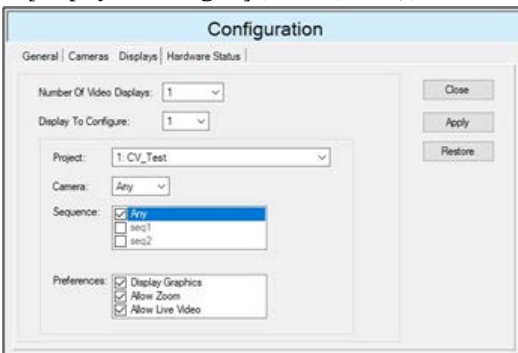 Configuration
General Cameras Displays Hardware Status
Number Of Video Displays: 1
Close
Display To Configure: 1
Apply
Project: 1: CV_Test
Restore
Camera: Any
Sequence: Any
seq1
seq2
Preferences: Display Graphics
Allow Zoom
Allow Live Video